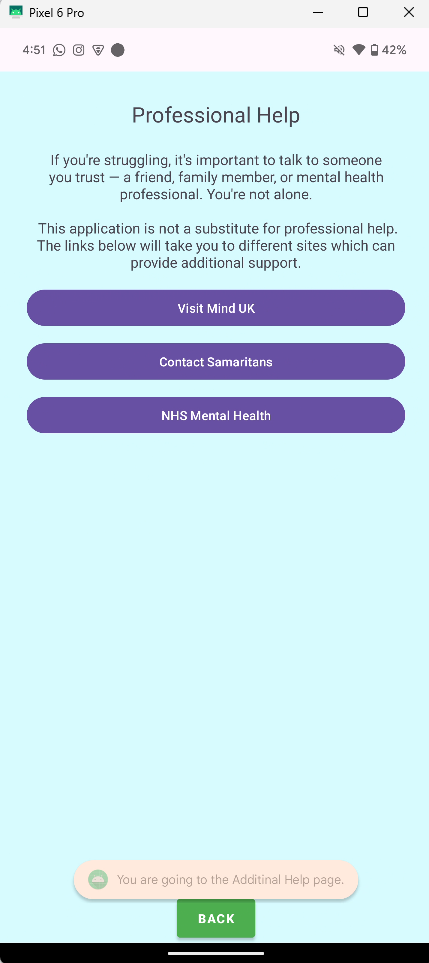 Pixel 6 Pro
4:51
42%
Professional Help
If you're struggling, it's important to talk to someone
you trust — a friend, family member, or mental health
professional. You're not alone.
This application is not a substitute for professional help.
The links below will take you to different sites which can
provide additional support.
Visit Mind UK
Contact Samaritans
NHS Mental Health
You are going to the Additinal Help page.
BACK